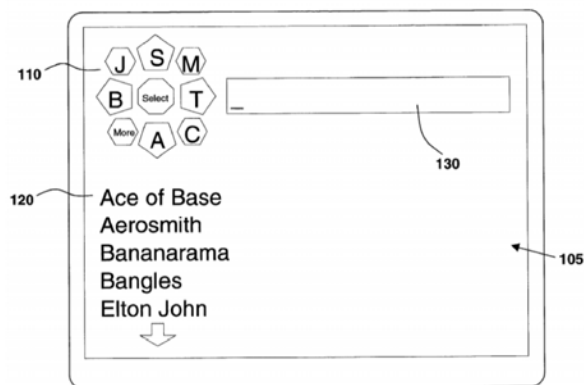 J S M
110
B Select T
More A C
130
120
Ace of Base
Aerosmith
Bananarama
Bangles
105
Elton John